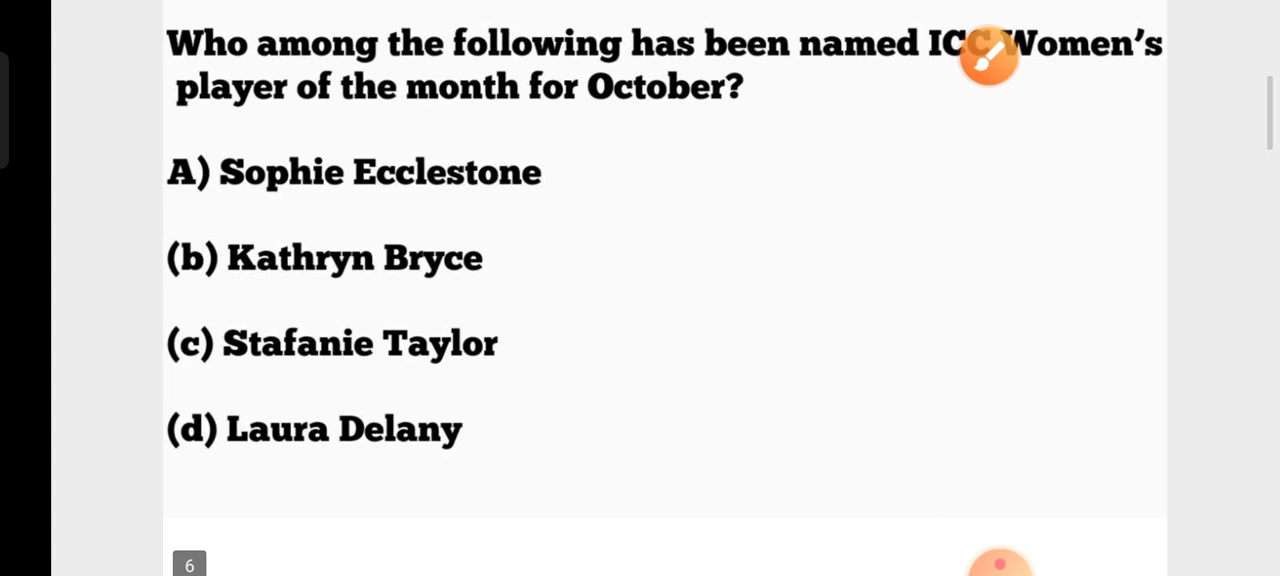 Who among the following has been named ICC Women's
player of the month for October?
A) Sophie Ecclestone
(b) Kathryn Bryce
(c) Stafanie Taylor
(d) Laura Delany
6